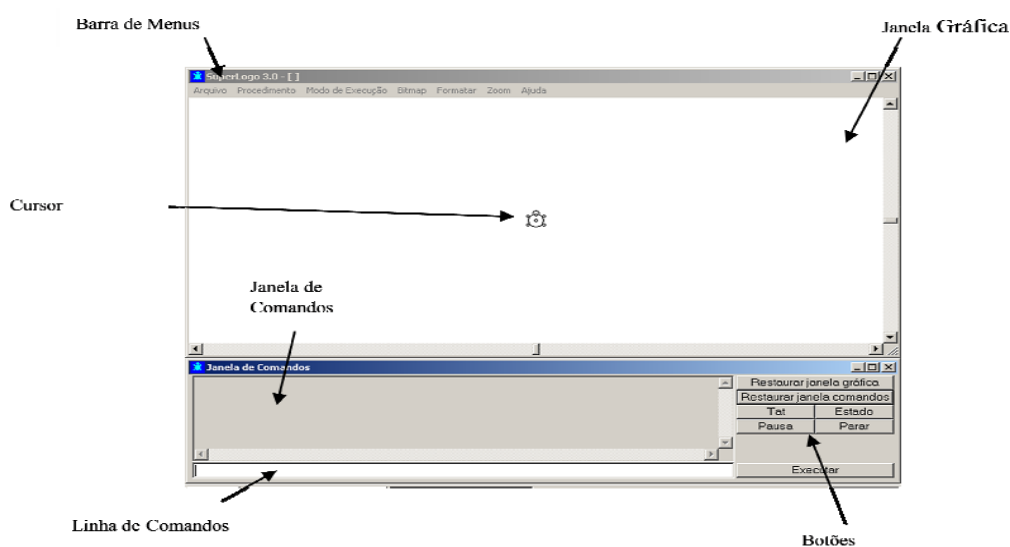 Barra de Menus
Janela Gráfica
SuperLogo 3.0 - [ ]
Arquivo Procedimento Modo de Execução Bitmap Formatar Zoom Ajuda
Cursor
Janela de
Comandos
Janela de Comandos
Restaurar janela gráfica
Restaurar janela comandos
Tat Estado
Pausa Parar
Executar
Linha de Comandos
Botões